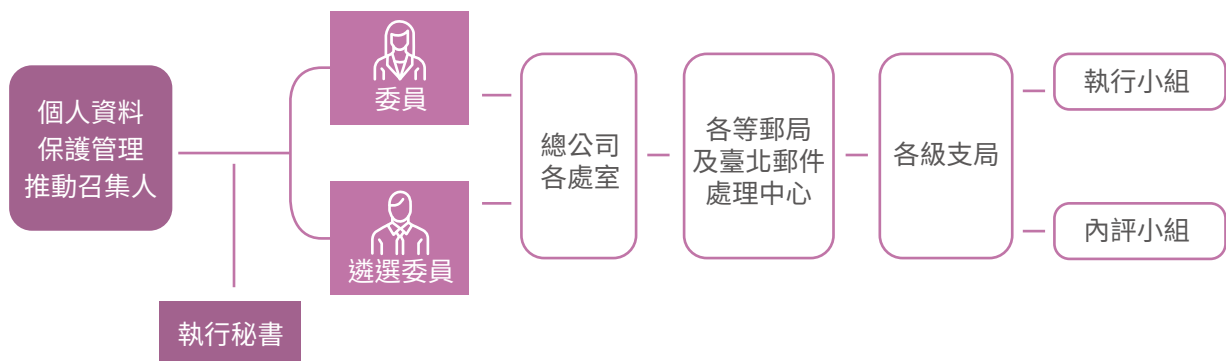 個人資料
保護管理
推動召集人
執行秘書
委員
遴選委員
總公司
各處室
各等郵局
及臺北郵件
處理中心
各級支局
執行小組
內評小組